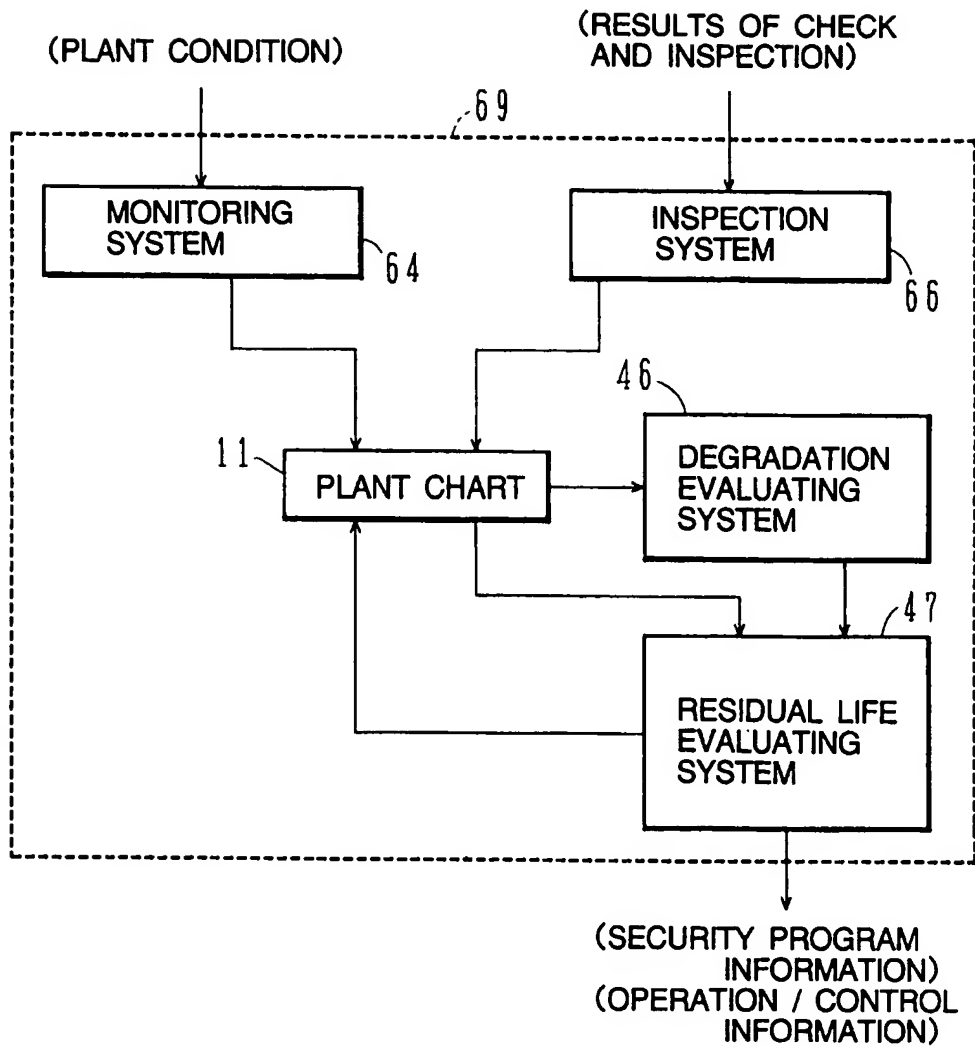 (PLANT CONDITION)
(RESULTS OF CHECK
AND INSPECTION)
69
MONITORING
SYSTEM
64
INSPECTION
SYSTEM
66
46
11
PLANT CHART
DEGRADATION
EVALUATING
SYSTEM
47
RESIDUAL LIFE
EVALUATING
SYSTEM
(SECURITY PROGRAM
INFORMATION)
(OPERATION / CONTROL
INFORMATION)